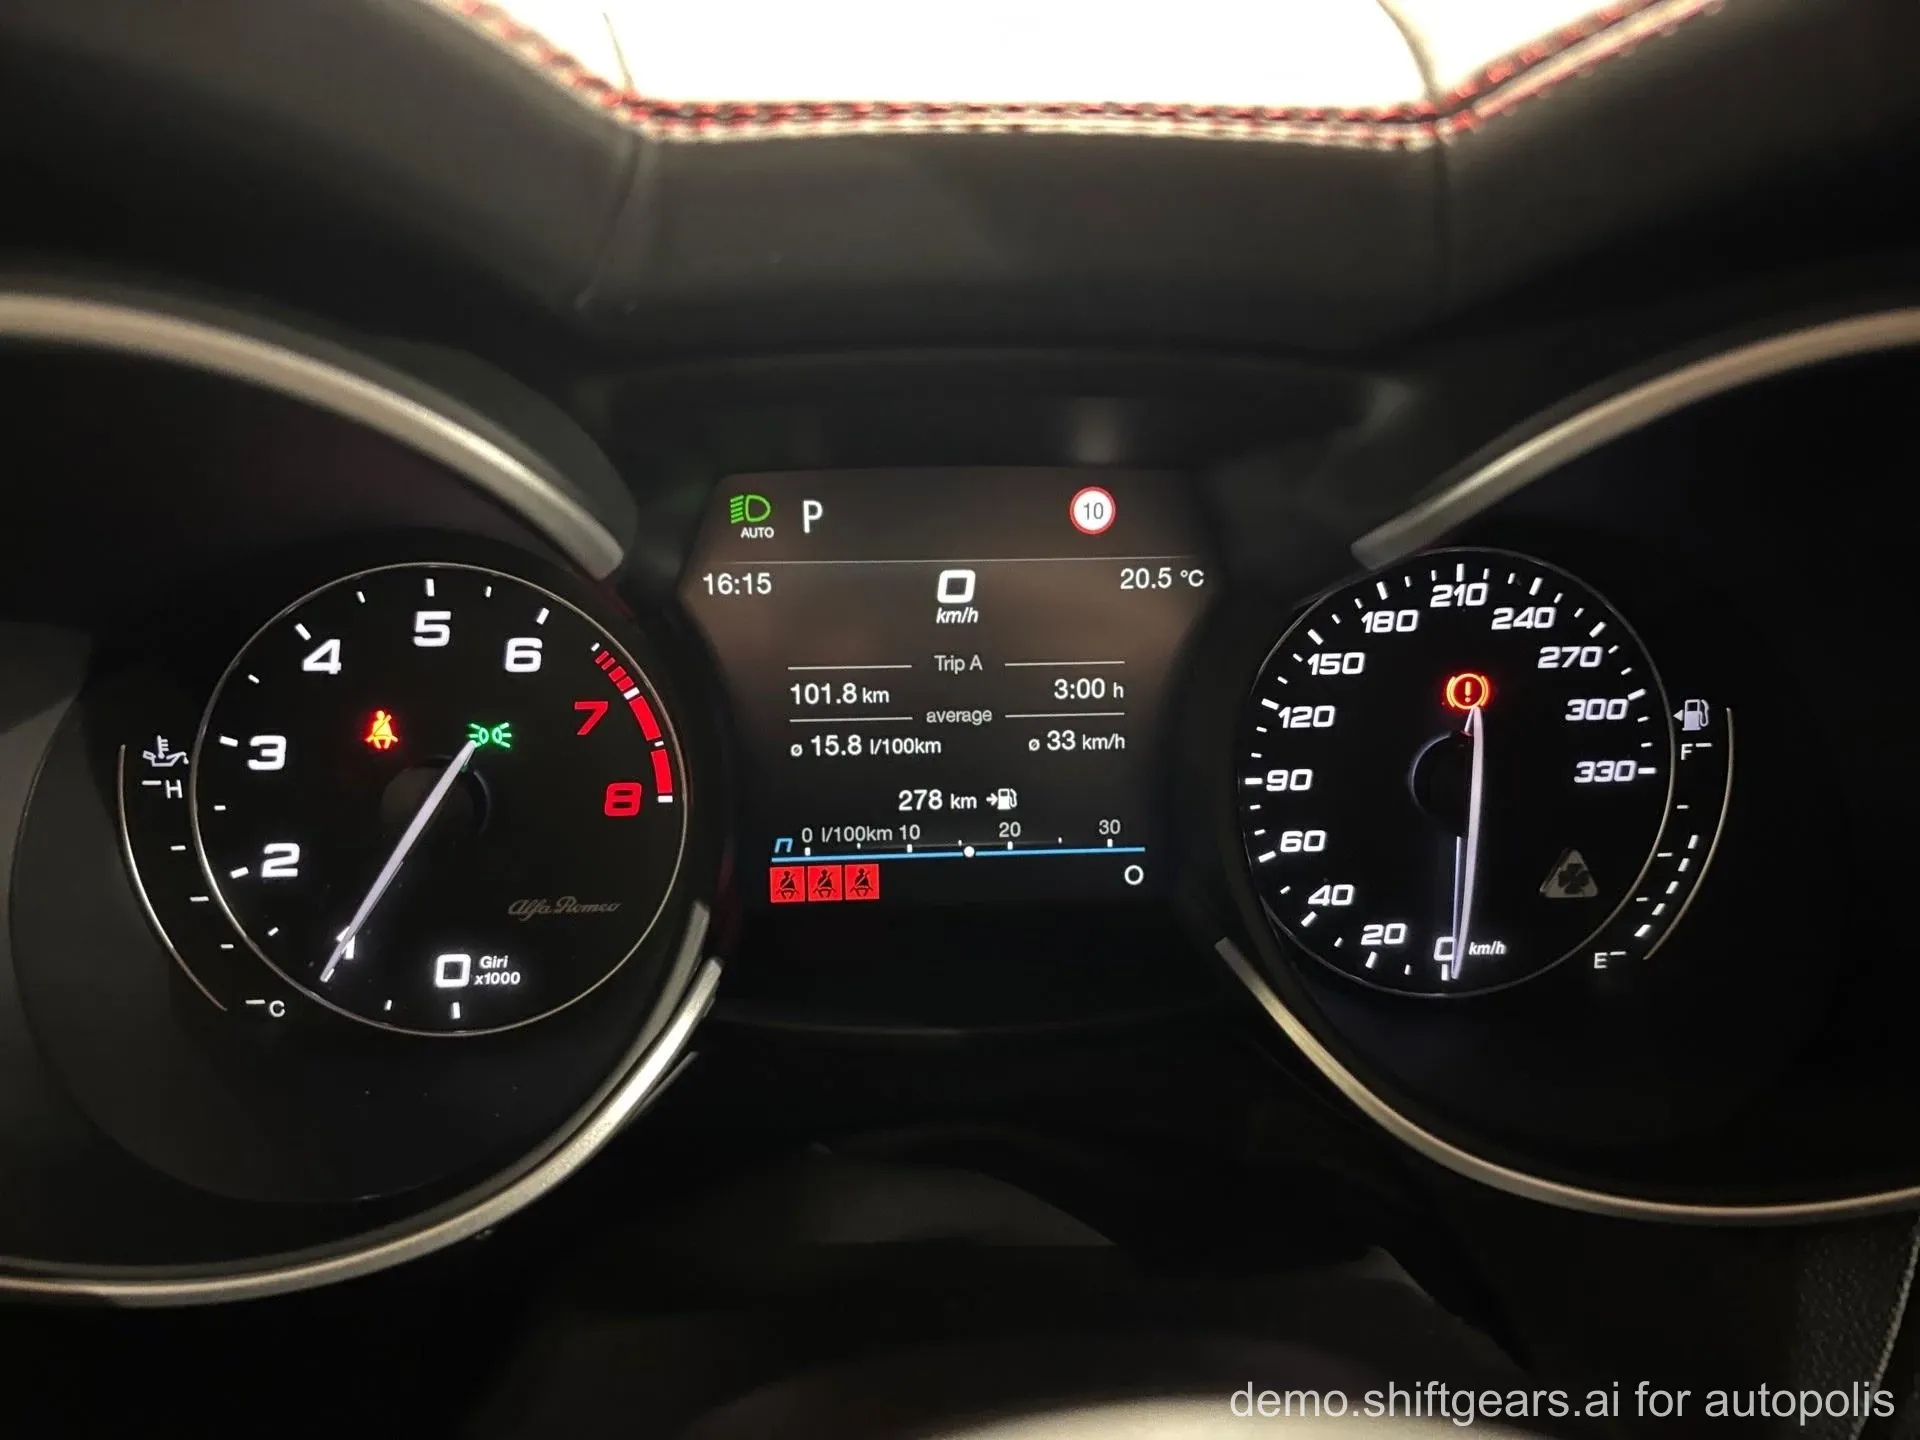 AUTO P 10
16:15 0 20.5 °C
km/h
Trip A
101.8 km 3:00 h
average
ø 15.8 l/100km ø 33 km/h
278 km
0 l/100km 10 20 30
1 2 3 4 5 6 7 8
H
C
Alfa Romeo
0 Giri
x1000
0 20 40 60 90 120 150 180 210 240 270 300 330
km/h
F
E
demo.shiftgears.ai for autopolis